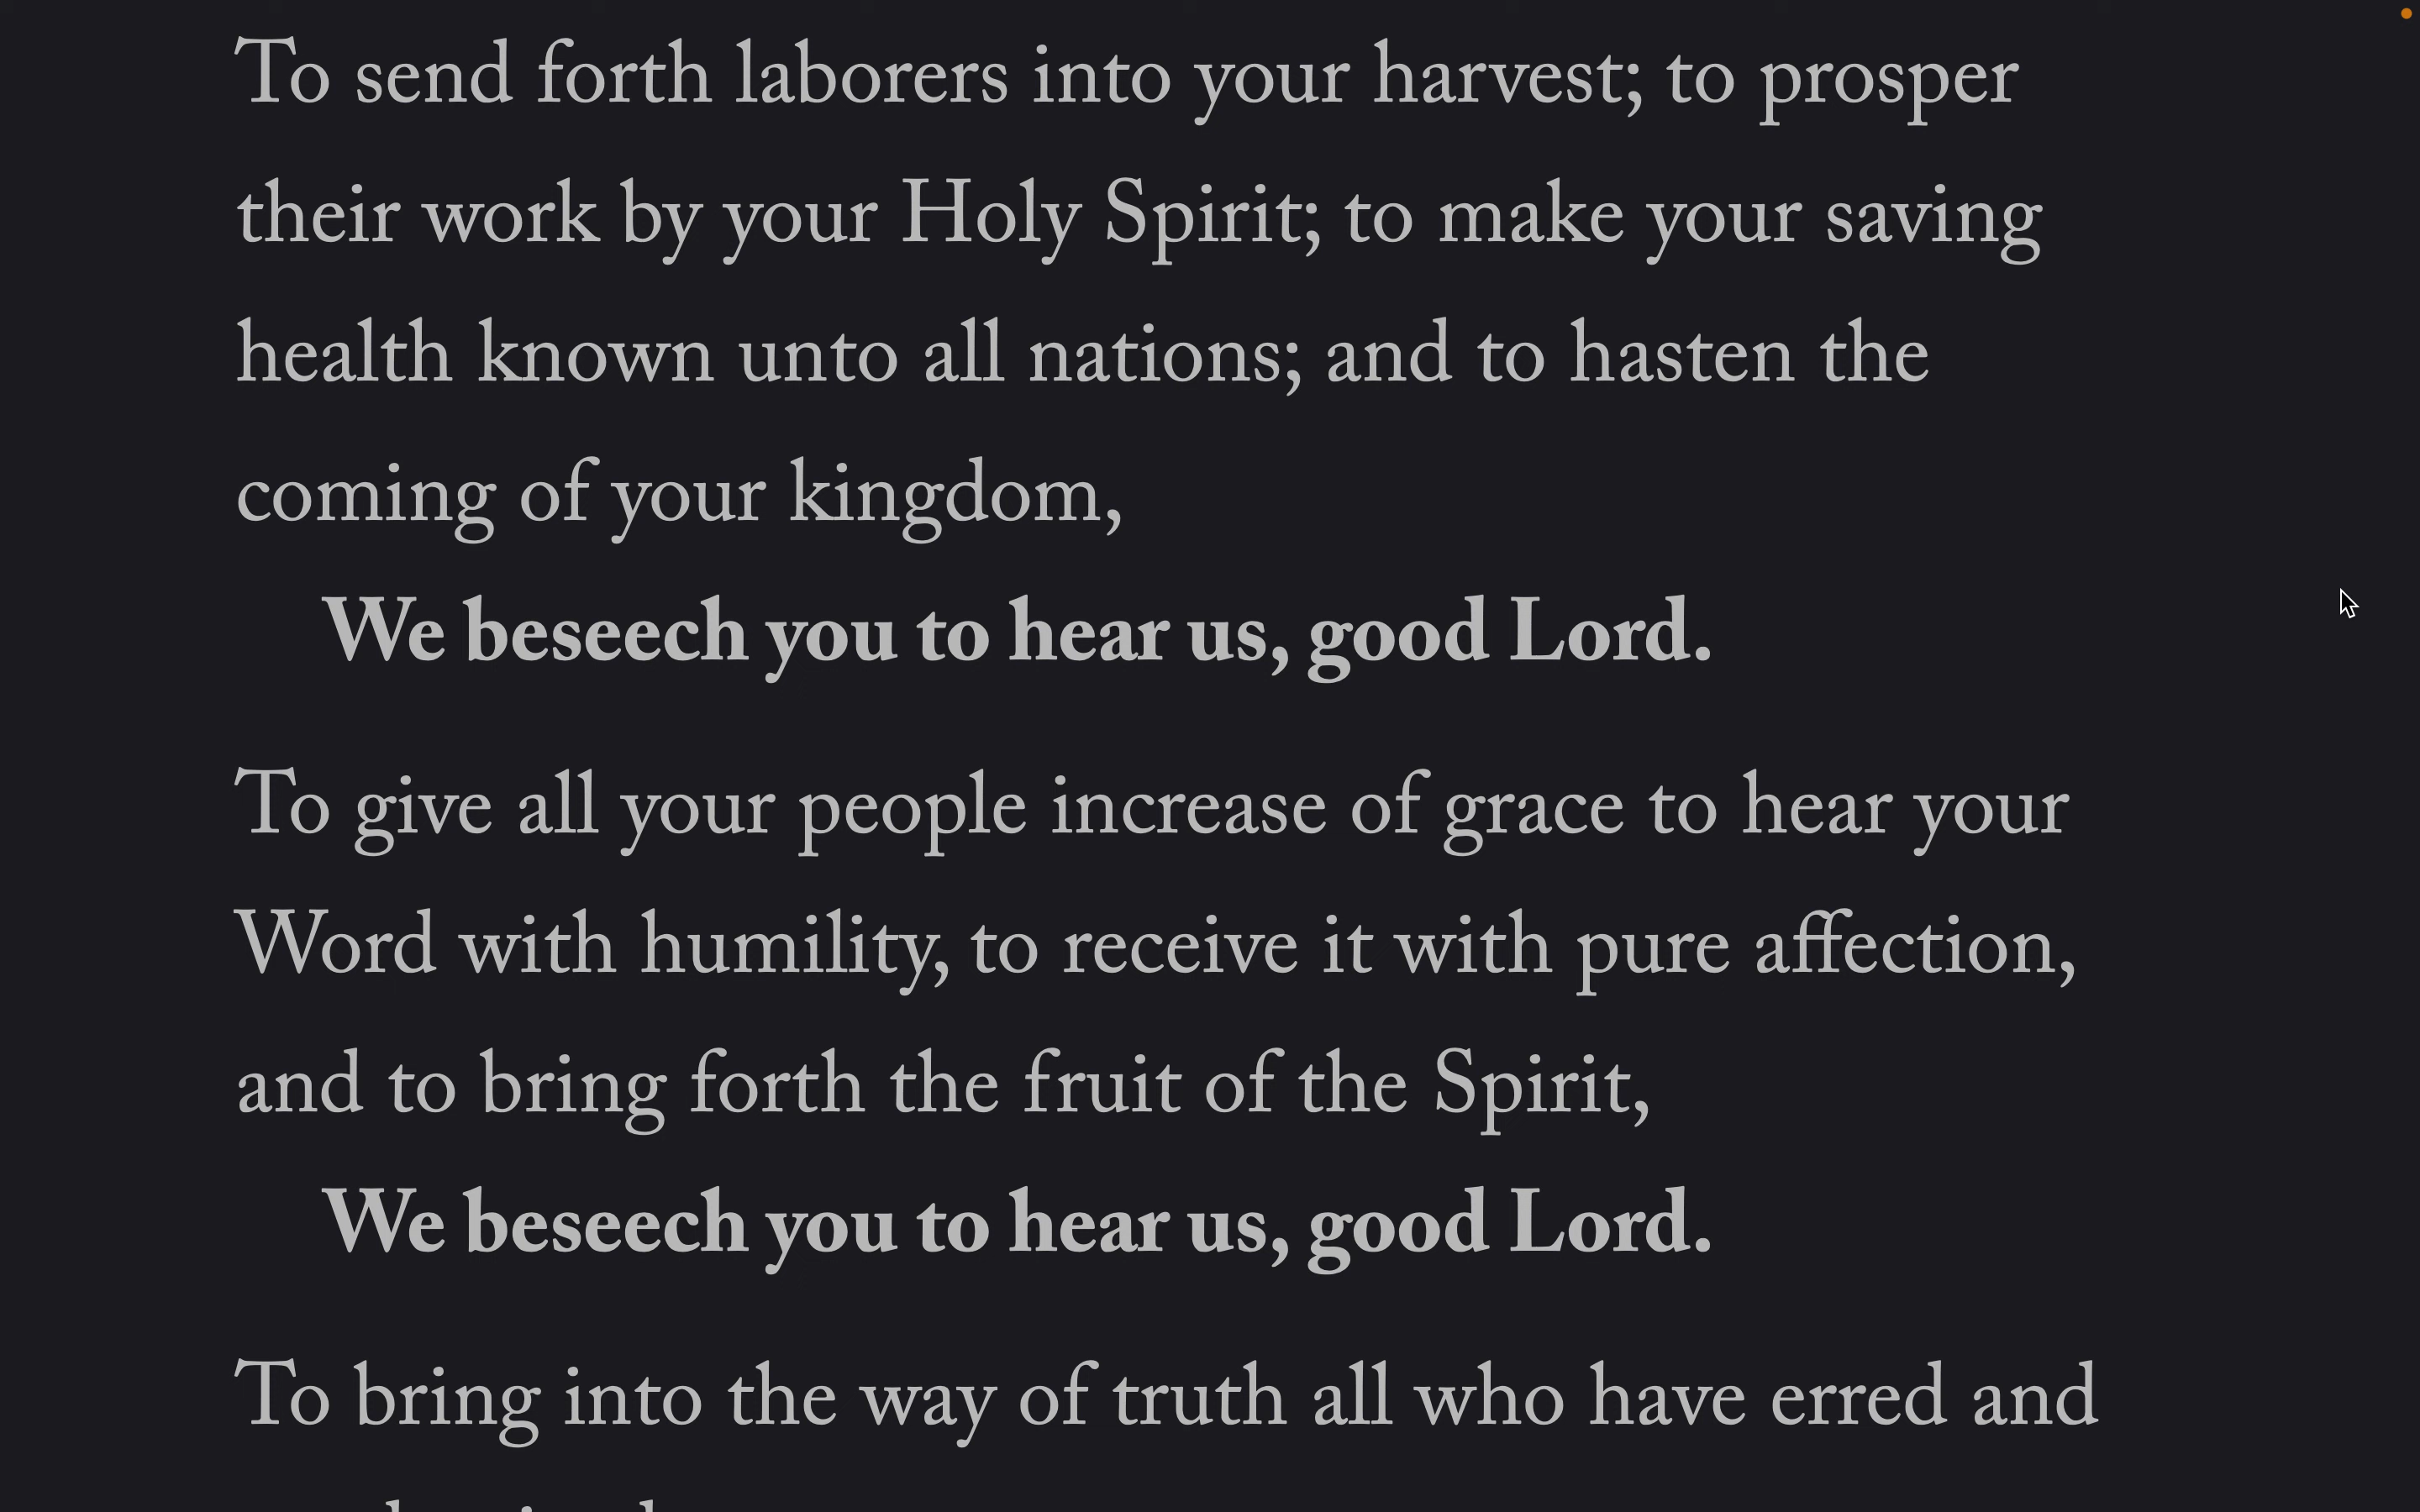 To send forth laborers into your harvest; to prosper
their work by your Holy Spirit; to make your saving
health known unto all nations; and to hasten the
coming of your kingdom,
We beseech you to hear us, good Lord.
To give all your people increase of grace to hear your
Word with humility, to receive it with pure affection,
and to bring forth the fruit of the Spirit,
We beseech you to hear us, good Lord.
To bring into the way of truth all who have erred and